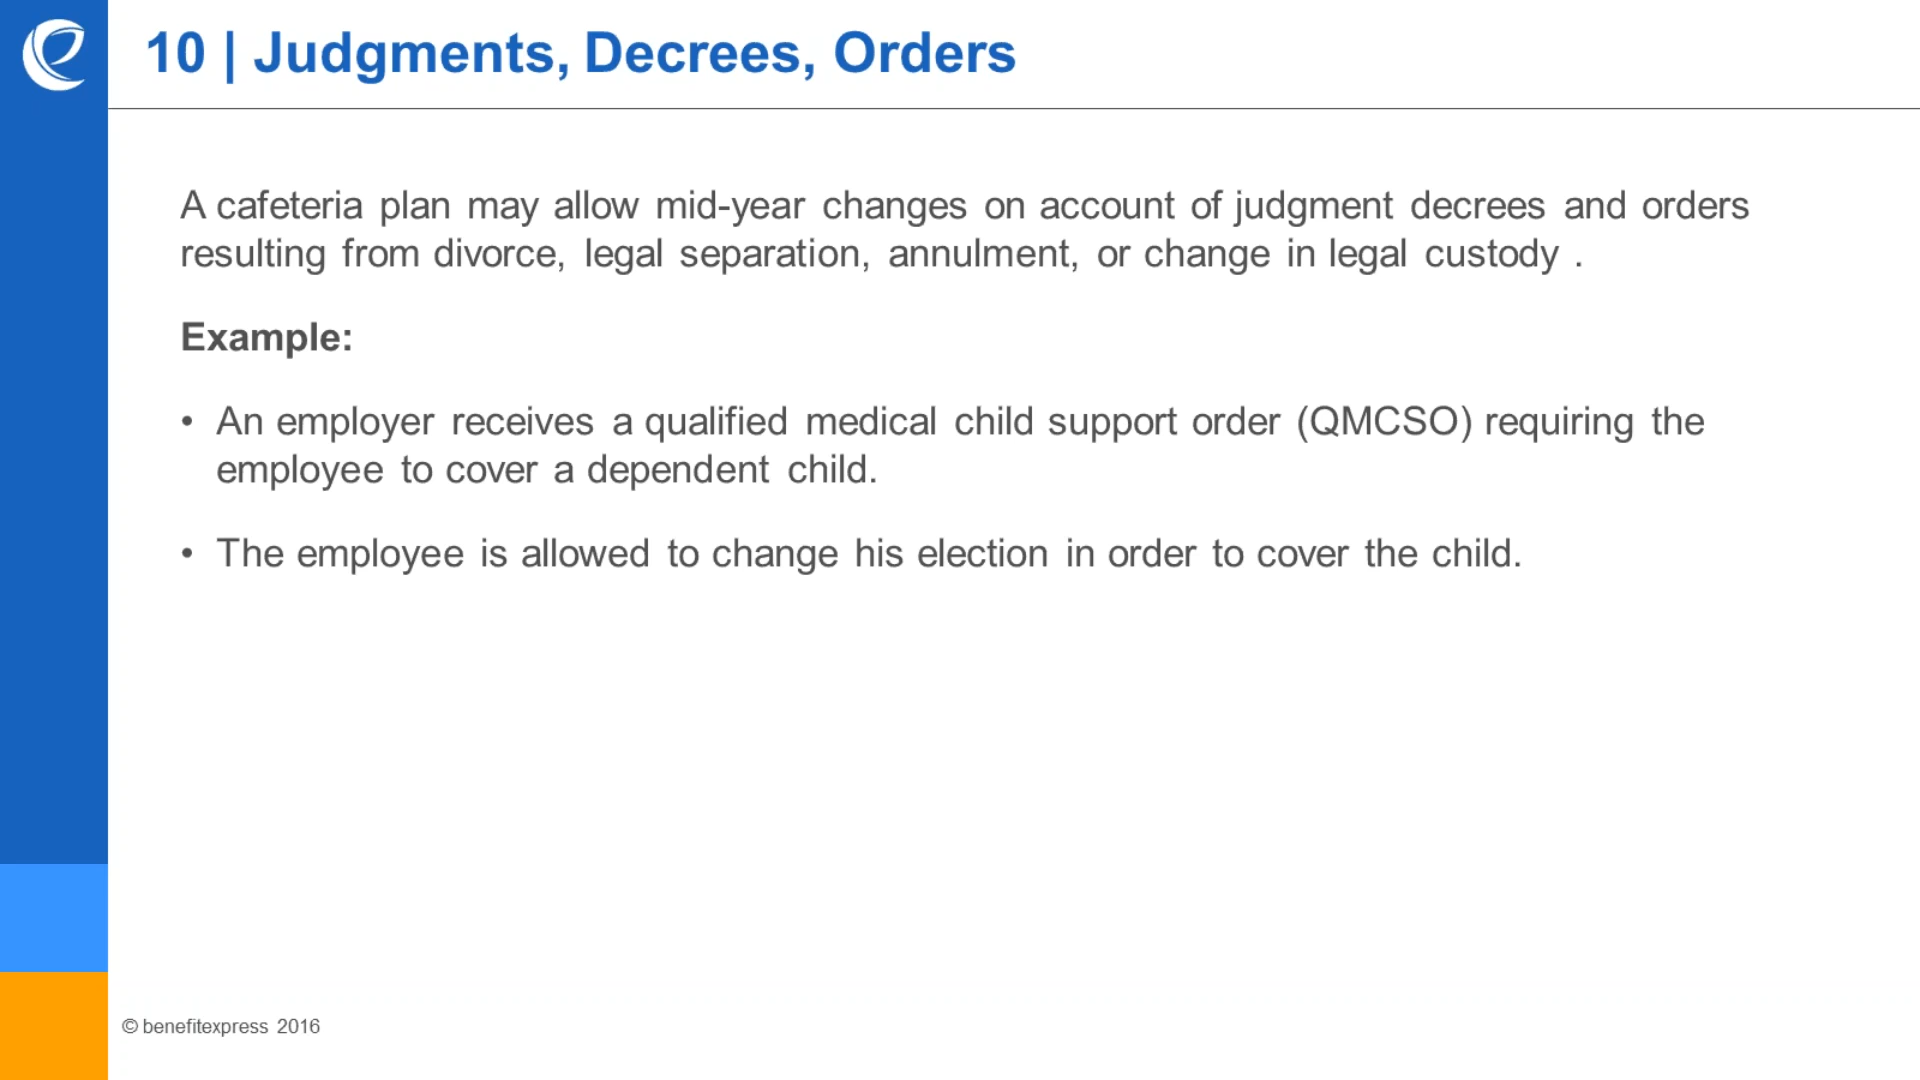 10 | Judgments, Decrees, Orders
A cafeteria plan may allow mid-year changes on account of judgment decrees and orders
resulting from divorce, legal separation, annulment, or change in legal custody .
Example:
• An employer receives a qualified medical child support order (QMCSO) requiring the
employee to cover a dependent child.
• The employee is allowed to change his election in order to cover the child.
© benefitexpress 2016